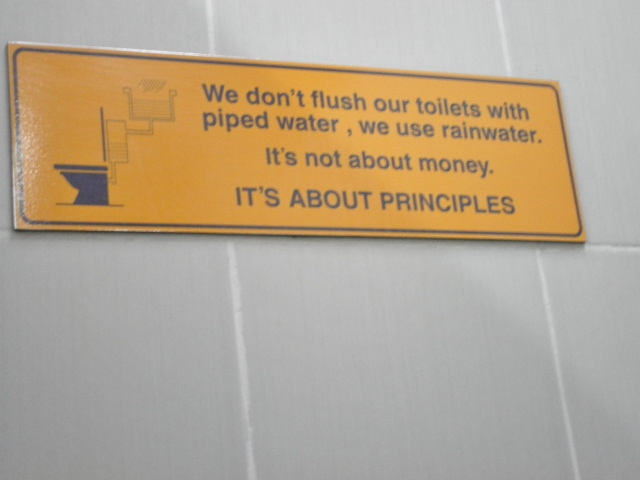 We don't flush our toilets with
piped water , we use rainwater.
It's not about money.
IT'S ABOUT PRINCIPLES